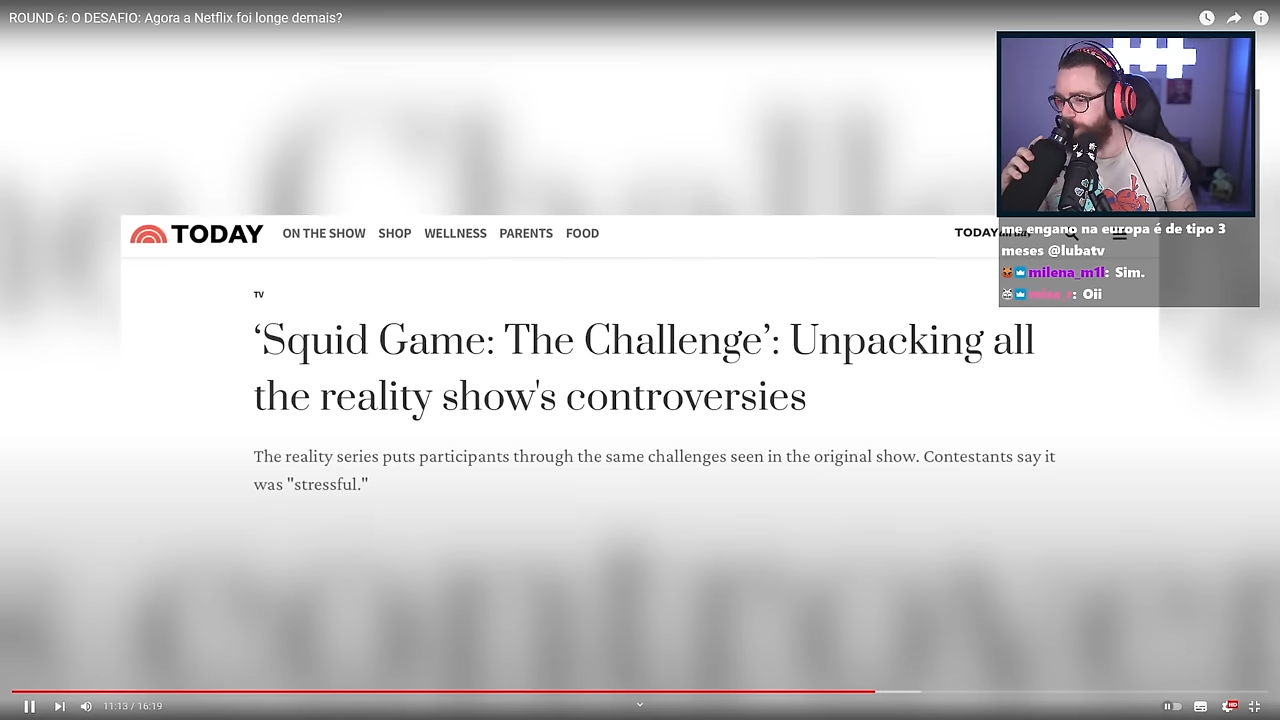 ROUND 6: O DESAFIO: Agora a Netflix foi longe demais?
TODAY
ON THE SHOW SHOP WELLNESS PARENTS FOOD
TODAY
me engano na europa é de tipo 3
meses @lubatv
milena_m1l: Sim.
: Oii
TV
‘Squid Game: The Challenge’: Unpacking all
the reality show's controversies
The reality series puts participants through the same challenges seen in the original show. Contestants say it
was "stressful."
11:13 / 16:19
HD